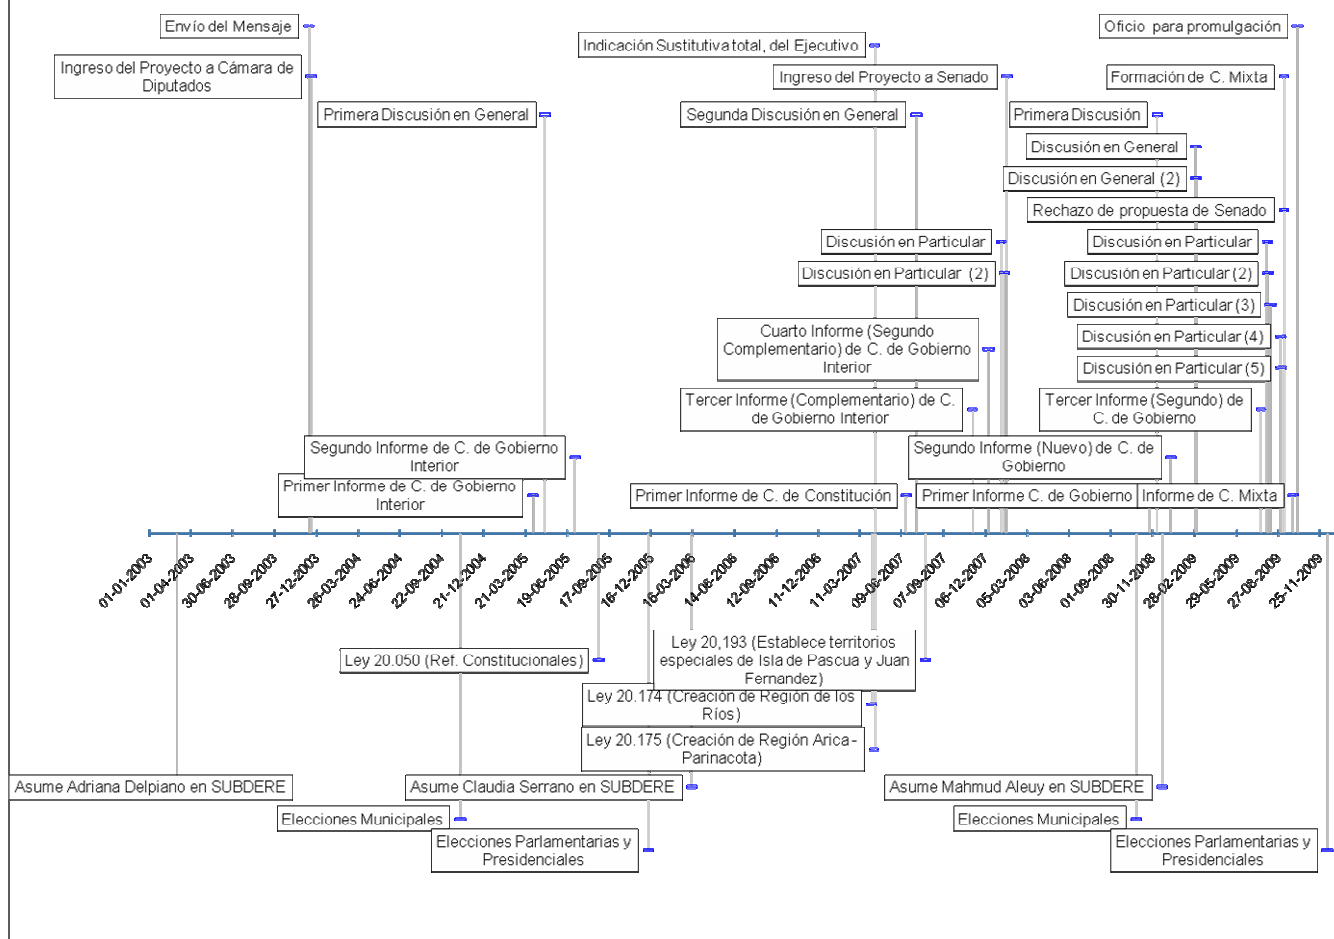 Envío del Mensaje
Oficio para promulgación
Indicación Sustitutiva total, del Ejecutivo
Ingreso del Proyecto a Cámara de
Diputados
Ingreso del Proyecto a Senado
Formación de C. Mixta
Primera Discusión en General
Segunda Discusión en General
Primera Discusión
Discusión en General
Discusión en General (2)
Rechazo de propuesta de Senado
Discusión en Particular
Discusión en Particular
Discusión en Particular (2)
Discusión en Particular (2)
Discusión en Particular (3)
Cuarto Informe (Segundo
Complementario) de C. de Gobierno
Interior
Discusión en Particular (4)
Discusión en Particular (5)
Tercer Informe (Complementario) de C.
de Gobierno Interior
Tercer Informe (Segundo) de
C. de Gobierno
Segundo Informe de C. de Gobierno
Interior
Segundo Informe (Nuevo) de C. de
Gobierno
Primer Informe de C. de Gobierno
Interior
Primer Informe de C. de Constitución
Primer Informe C. de Gobierno
Informe de C. Mixta
01-01-2003
01-04-2003
30-06-2003
28-09-2003
27-12-2003
26-03-2004
24-06-2004
22-09-2004
21-12-2004
21-03-2005
19-06-2005
17-09-2005
16-12-2005
16-03-2006
14-06-2006
12-09-2006
11-12-2006
11-03-2007
09-06-2007
07-09-2007
06-12-2007
05-03-2008
03-06-2008
01-09-2008
30-11-2008
28-02-2009
29-05-2009
27-08-2009
25-11-2009
Ley 20.050 (Ref. Constitucionales)
Ley 20,193 (Establece territorios
especiales de Isla de Pascua y Juan
Fernandez)
Ley 20.174 (Creación de Región de los
Ríos)
Ley 20.175 (Creación de Región Arica-
Parinacota)
Asume Adriana Delpiano en SUBDERE
Asume Claudia Serrano en SUBDERE
Asume Mahmud Aleuy en SUBDERE
Elecciones Municipales
Elecciones Municipales
Elecciones Parlamentarias y
Presidenciales
Elecciones Parlamentarias y
Presidenciales